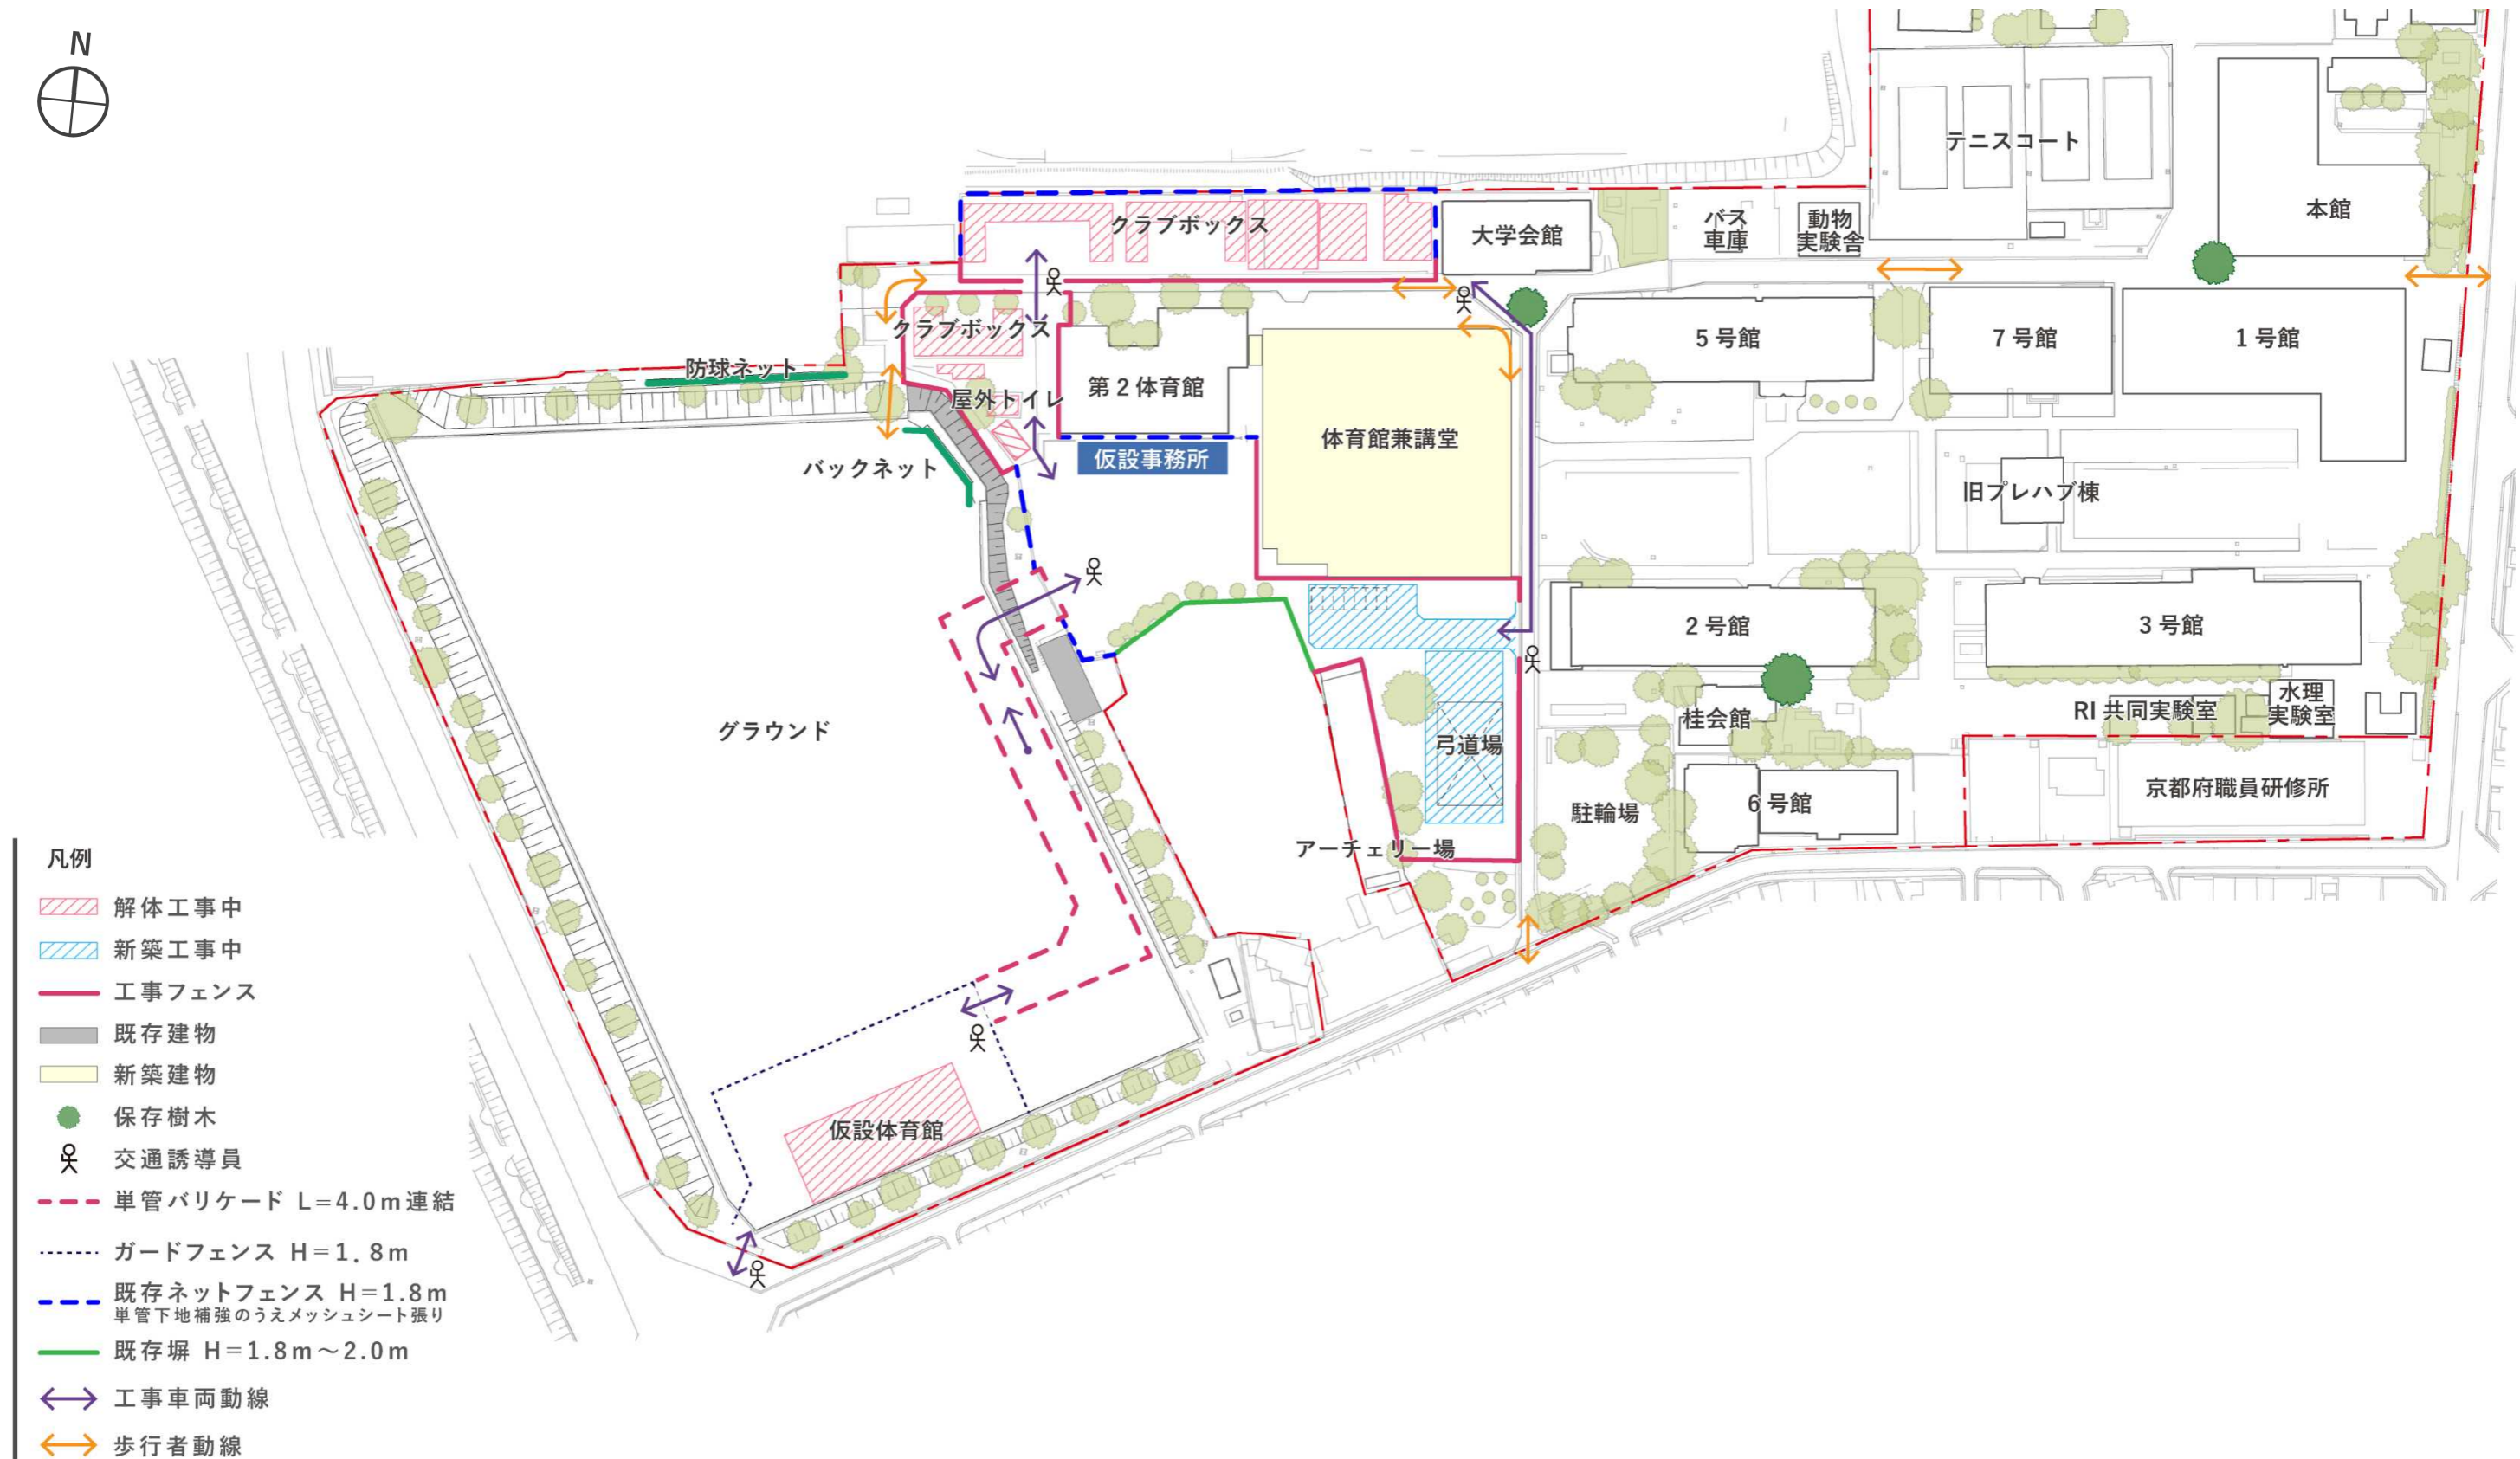 N
テニスコート
本館
クラブボックス
大学会館
バス
車庫
動物
実験舎
クラブボックス
5号館
7号館
1号館
防球ネット
第2体育館
屋外トイレ
体育館兼講堂
バックネット
仮設事務所
旧プレハブ棟
2号館
3号館
グラウンド
桂会館
RI共同実験室
水理
実験室
弓道場
京都府職員研修所
駐輪場
6号館
アーチェリー場
仮設体育館
凡例
解体工事中
新築工事中
工事フェンス
既存建物
新築建物
保存樹木
交通誘導員
単管バリケード L=4.0m連結
ガードフェンス H=1.8m
既存ネットフェンス H=1.8m
単管下地補強のうえメッシュシート張り
既存塀 H=1.8m～2.0m
工事車両動線
歩行者動線